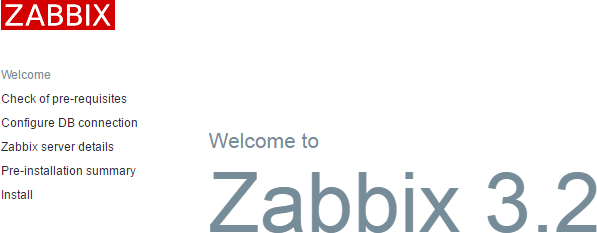 ZABBIX
Welcome
Check of pre-requisites
Configure DB connection
Zabbix server details
Pre-installation summary
Install
Welcome to
Zabbix 3.2